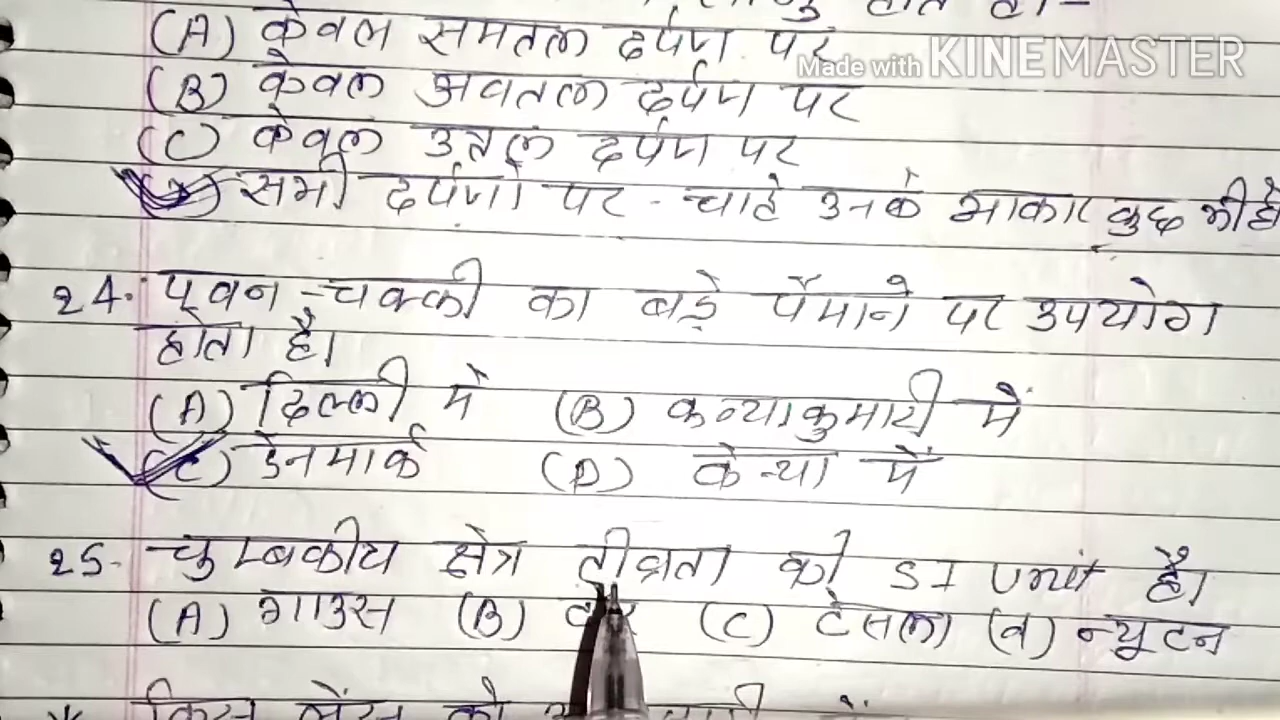 होते हैं।-
(A) केवल समतल दर्पण पर
Made with KINEMASTER
(B) केवल अवतल दर्पण पर
(C) केवल उत्तल दर्पण पर
सभी दर्पणों पर - चाहे उनके आकार कुछ भी हो
24. पवन-चक्की का बड़े पैमाने पर उपयोग
होता है।
(A) दिल्ली में (B) कन्याकुमारी में
(C) डेनमार्क (D) केन्या में
25. चुम्बकीय क्षेत्र तीव्रता की SI Unit है।
(A) गाउस (B) (C) टेसला (d) न्यूटन